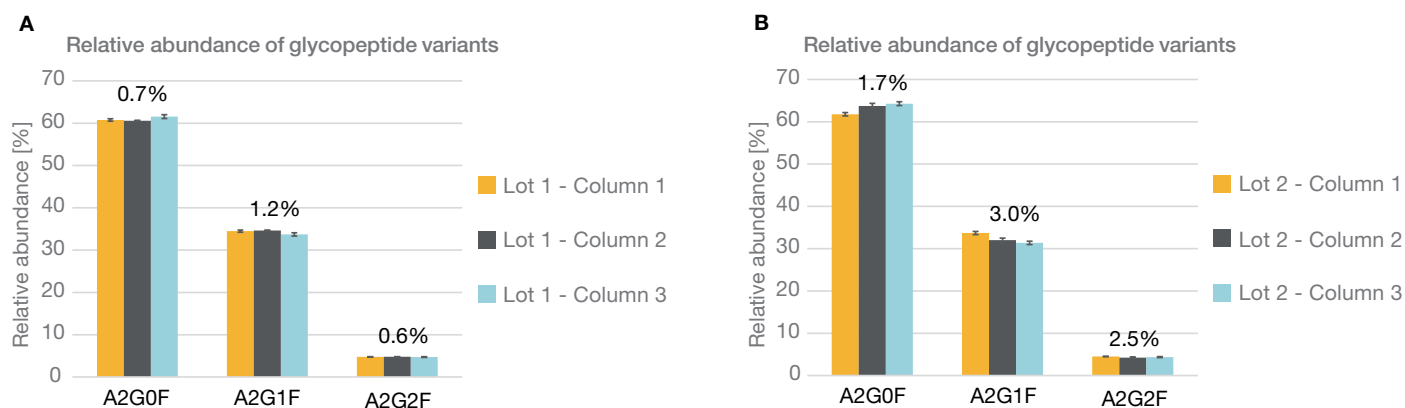 A
Relative abundance of glycopeptide variants
Relative abundance [%]
70
60
50
40
30
20
10
0
0.7%
1.2%
0.6%
A2G0F
A2G1F
A2G2F
Lot 1 - Column 1
Lot 1 - Column 2
Lot 1 - Column 3
B
Relative abundance of glycopeptide variants
Relative abundance [%]
70
60
50
40
30
20
10
0
1.7%
3.0%
2.5%
A2G0F
A2G1F
A2G2F
Lot 2 - Column 1
Lot 2 - Column 2
Lot 2 - Column 3